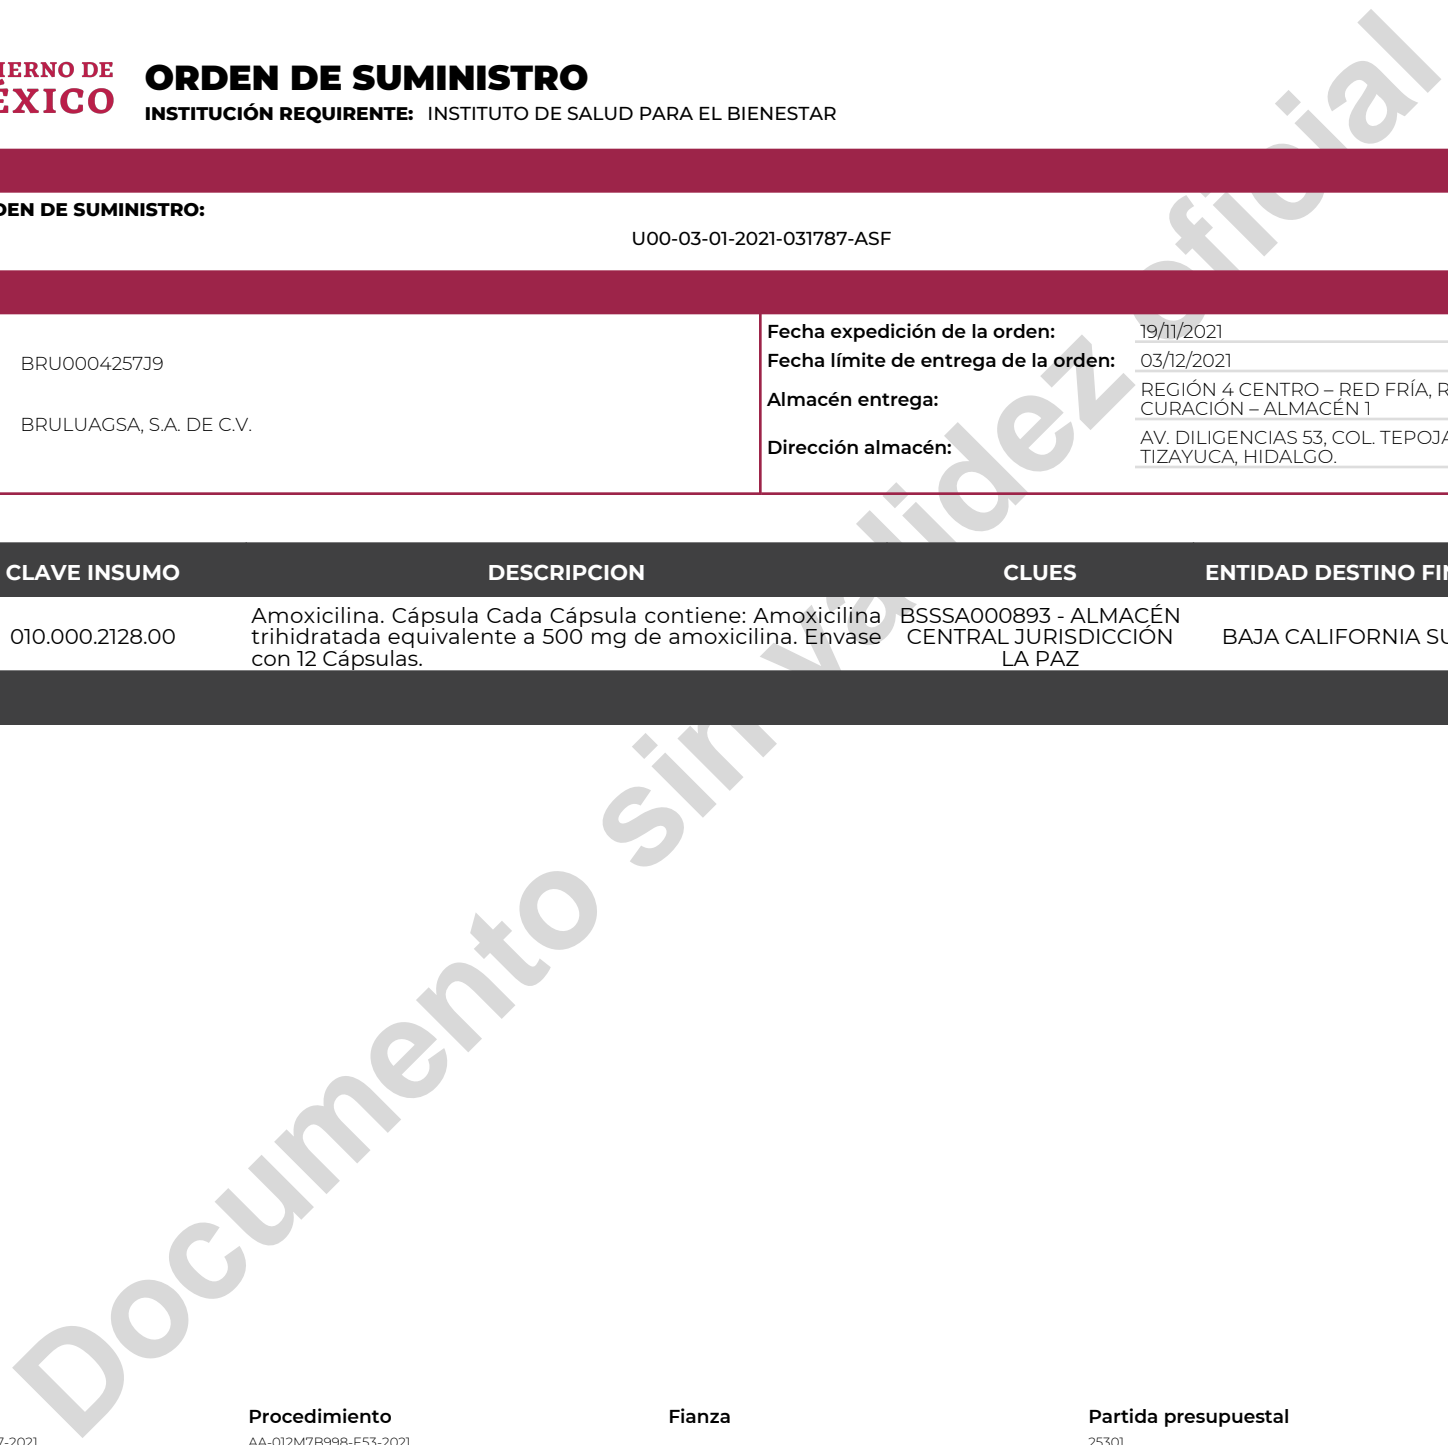 IERNO DE
ÉXICO
ORDEN DE SUMINISTRO
INSTITUCIÓN REQUIRENTE: INSTITUTO DE SALUD PARA EL BIENESTAR
DEN DE SUMINISTRO:
U00-03-01-2021-031787-ASF
BRU0004257J9
BRULUAGSA, S.A. DE C.V.
Fecha expedición de la orden: 19/11/2021
Fecha límite de entrega de la orden: 03/12/2021
Almacén entrega: REGIÓN 4 CENTRO – RED FRÍA, R
CURACIÓN – ALMACÉN 1
Dirección almacén: AV. DILIGENCIAS 53, COL. TEPOJA
TIZAYUCA, HIDALGO.
CLAVE INSUMO DESCRIPCION CLUES ENTIDAD DESTINO FIN
010.000.2128.00
Amoxicilina. Cápsula Cada Cápsula contiene: Amoxicilina
trihidratada equivalente a 500 mg de amoxicilina. Envase
con 12 Cápsulas.
BSSSA000893 - ALMACÉN
CENTRAL JURISDICCIÓN
LA PAZ
BAJA CALIFORNIA SU
Documento sin validez oficial
Procedimiento Fianza Partida presupuestal
7-2021 AA-012M7B998-E53-2021 25301